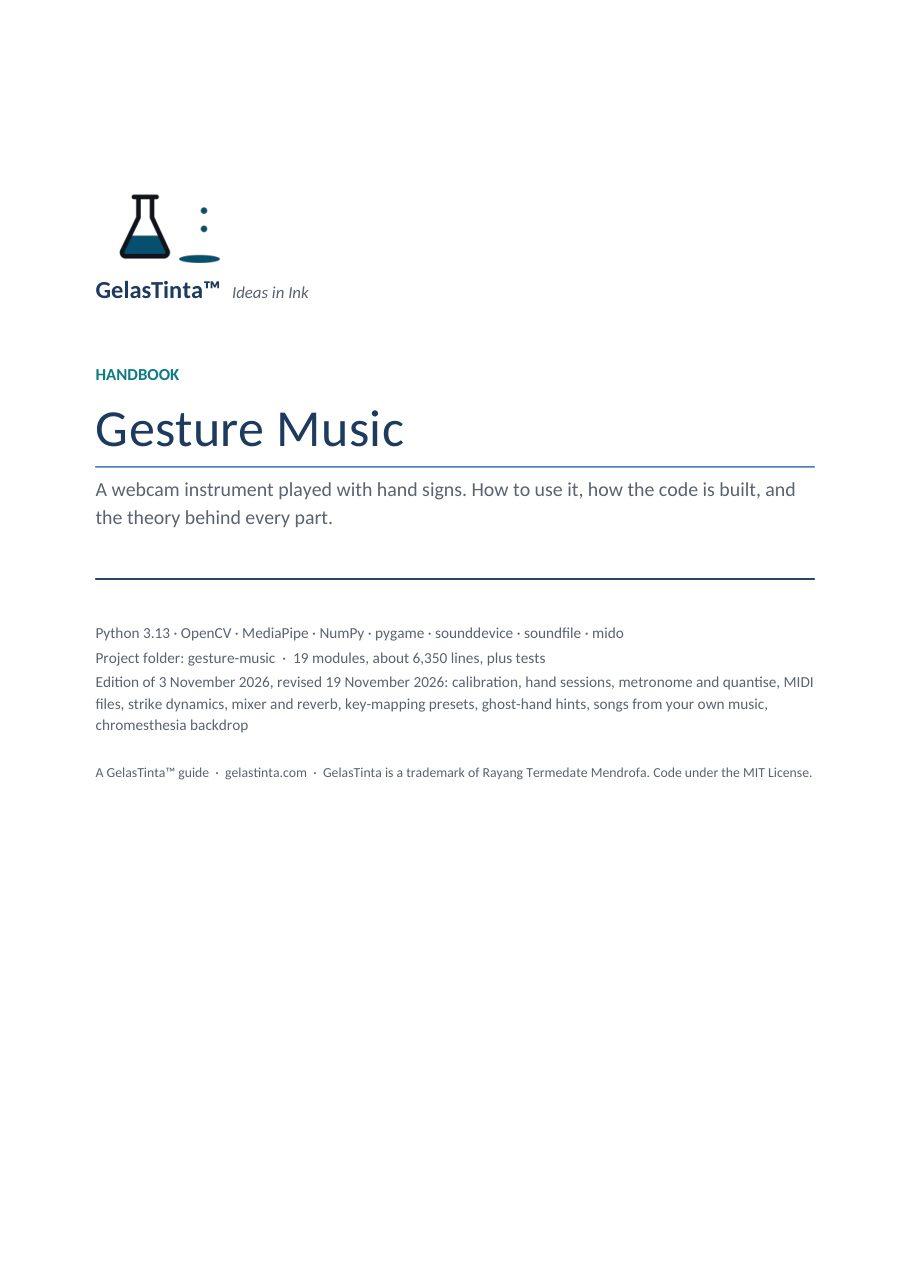 GelasTinta™ Ideas in Ink
HANDBOOK
Gesture Music
A webcam instrument played with hand signs. How to use it, how the code is built, and
the theory behind every part.
Python 3.13 · OpenCV · MediaPipe · NumPy · pygame · sounddevice · soundfile · mido
Project folder: gesture-music · 19 modules, about 6,350 lines, plus tests
Edition of 3 November 2026, revised 19 November 2026: calibration, hand sessions, metronome and quantise, MIDI
files, strike dynamics, mixer and reverb, key-mapping presets, ghost-hand hints, songs from your own music,
chromesthesia backdrop
A GelasTinta™ guide · gelastinta.com · GelasTinta is a trademark of Rayang Termedate Mendrofa. Code under the MIT License.